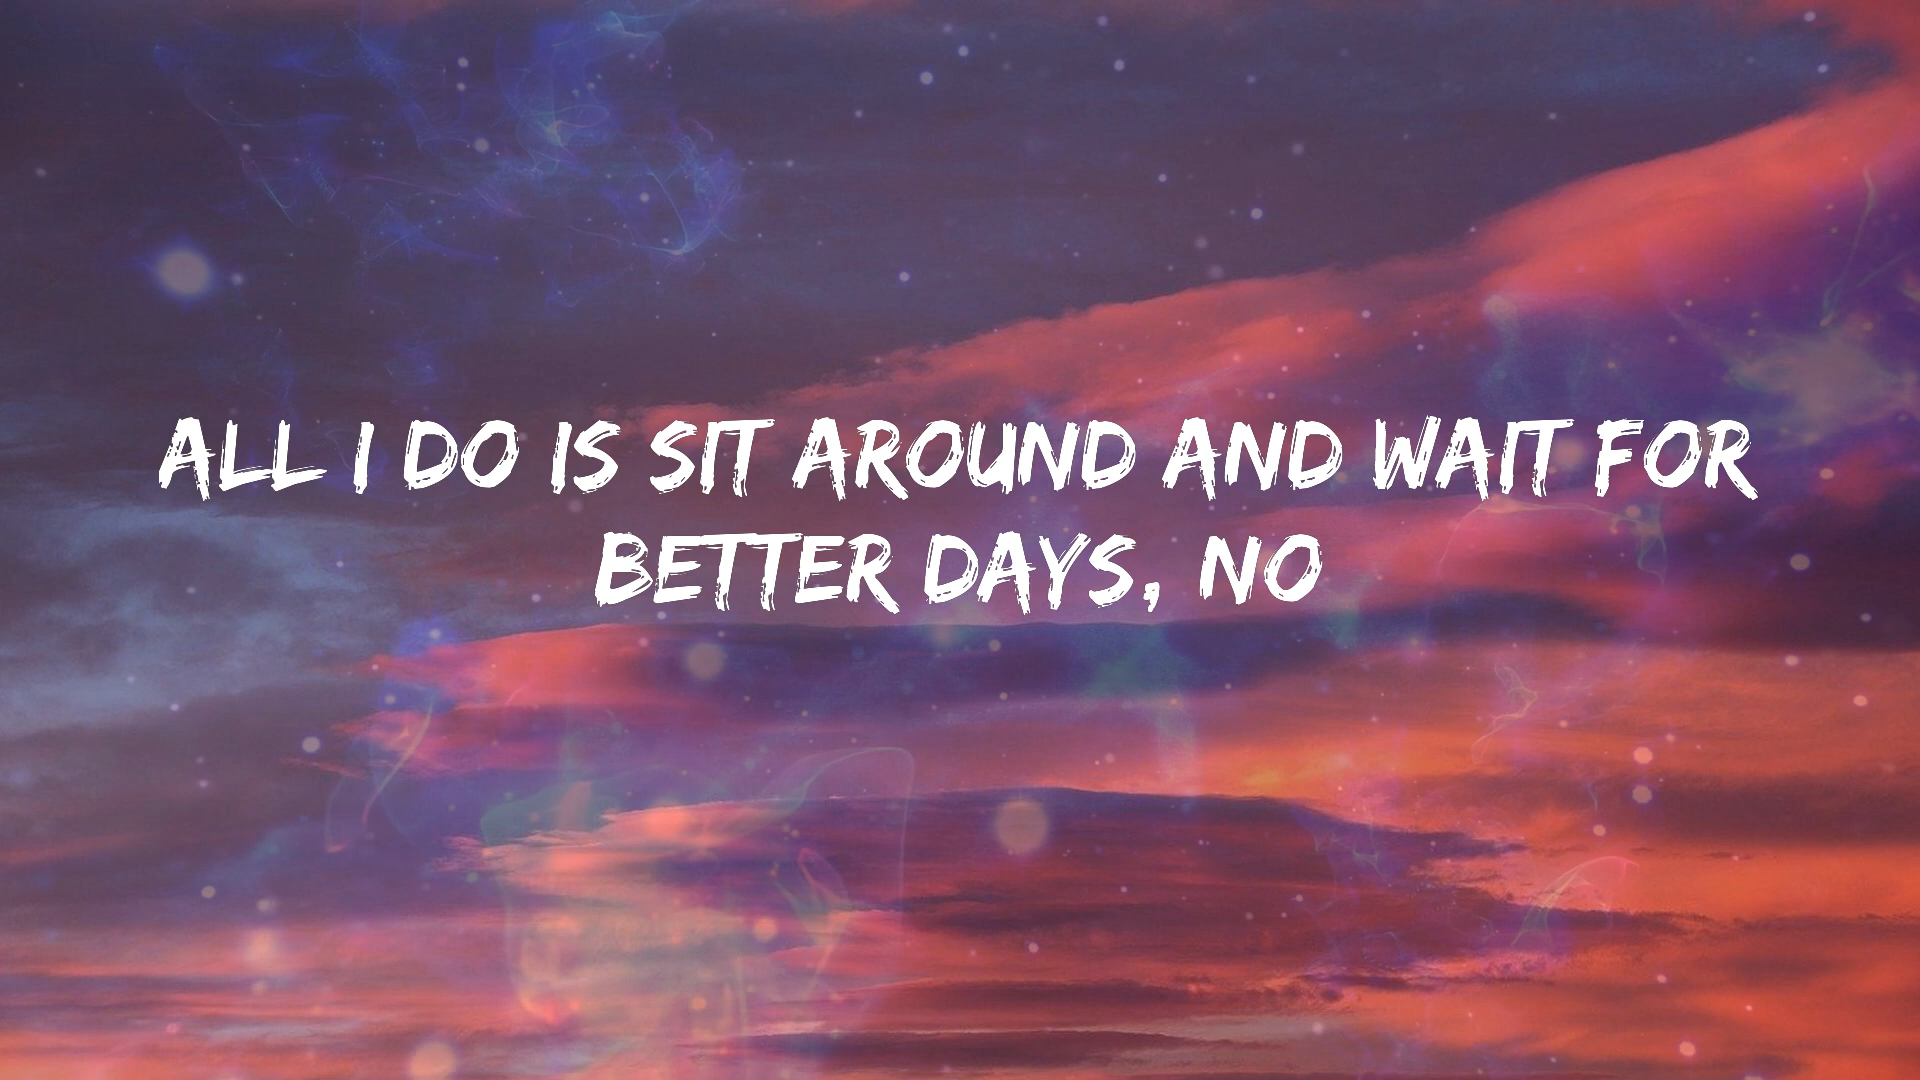 ALL I DO IS SIT AROUND AND WAIT FOR
BETTER DAYS, NO